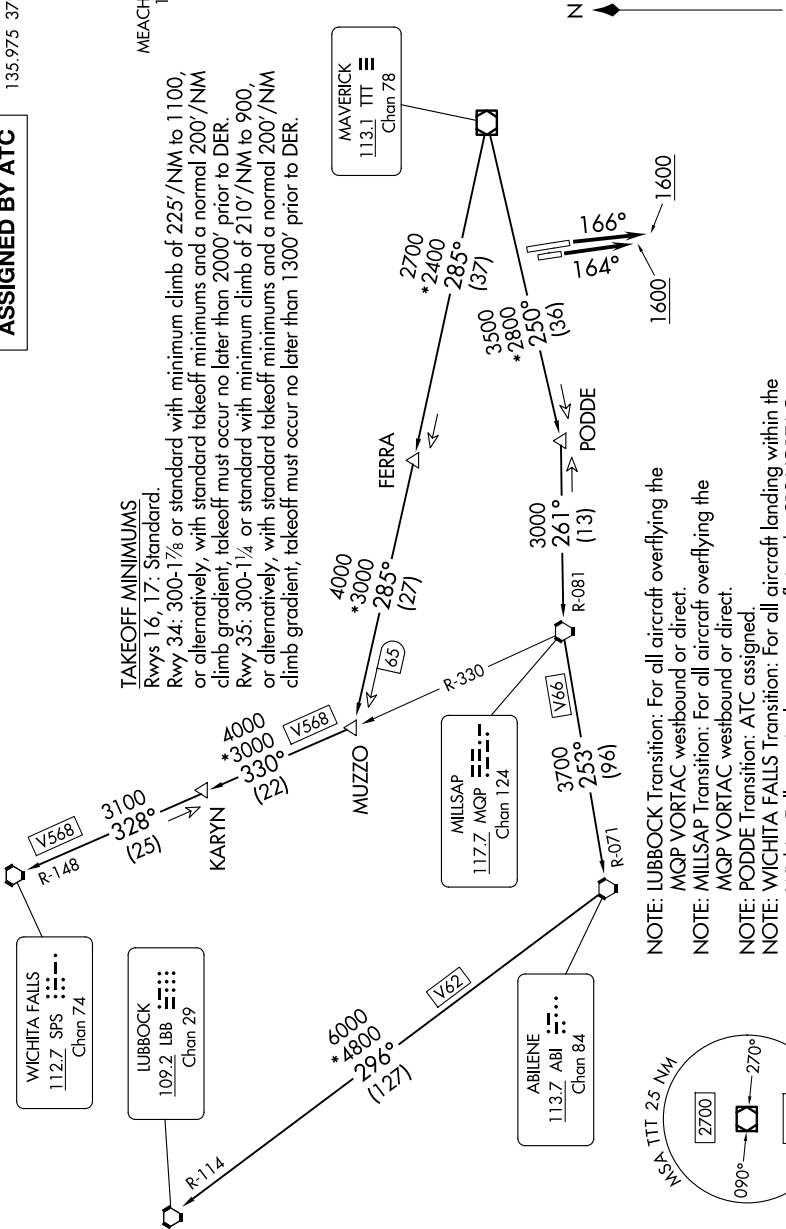 ASSIGNED BY ATC
135.975 37
MEACH
1
N
TAKEOFF MINIMUMS
Rwys 16, 17: Standard.
Rwy 34: 300-1⅞ or standard with minimum climb of 225'/NM to 1100,
or alternatively, with standard takeoff minimums and a normal 200'/NM
climb gradient, takeoff must occur no later than 2000' prior to DER.
Rwy 35: 300-1¼ or standard with minimum climb of 210'/NM to 900,
or alternatively, with standard takeoff minimums and a normal 200'/NM
climb gradient, takeoff must occur no later than 1300' prior to DER.
MAVERICK
113.1 TTT
Chan 78
2700
*2400
285°
(37)
3500
*2800
250°
(36)
166°
164°
1600
1600
FERRA
PODDE
4000
*3000
285°
(27)
3000
261°
(13)
R-081
65
R-330
MUZZO
V568
4000
*3000
330°
(22)
KARYN
V568
3100
328°
(25)
R-148
WICHITA FALLS
112.7 SPS
Chan 74
LUBBOCK
109.2 LBB
Chan 29
MILLSAP
117.7 MQP
Chan 124
V66
3700
253°
(96)
R-071
V62
6000
*4800
296°
(127)
R-114
ABILENE
113.7 ABI
Chan 84
NOTE: LUBBOCK Transition: For all aircraft overflying the
MQP VORTAC westbound or direct.
NOTE: MILLSAP Transition: For all aircraft overflying the
MQP VORTAC westbound or direct.
NOTE: PODDE Transition: ATC assigned.
NOTE: WICHITA FALLS Transition: For all aircraft landing within the
MSA TTT 25 NM
2700
090°
270°